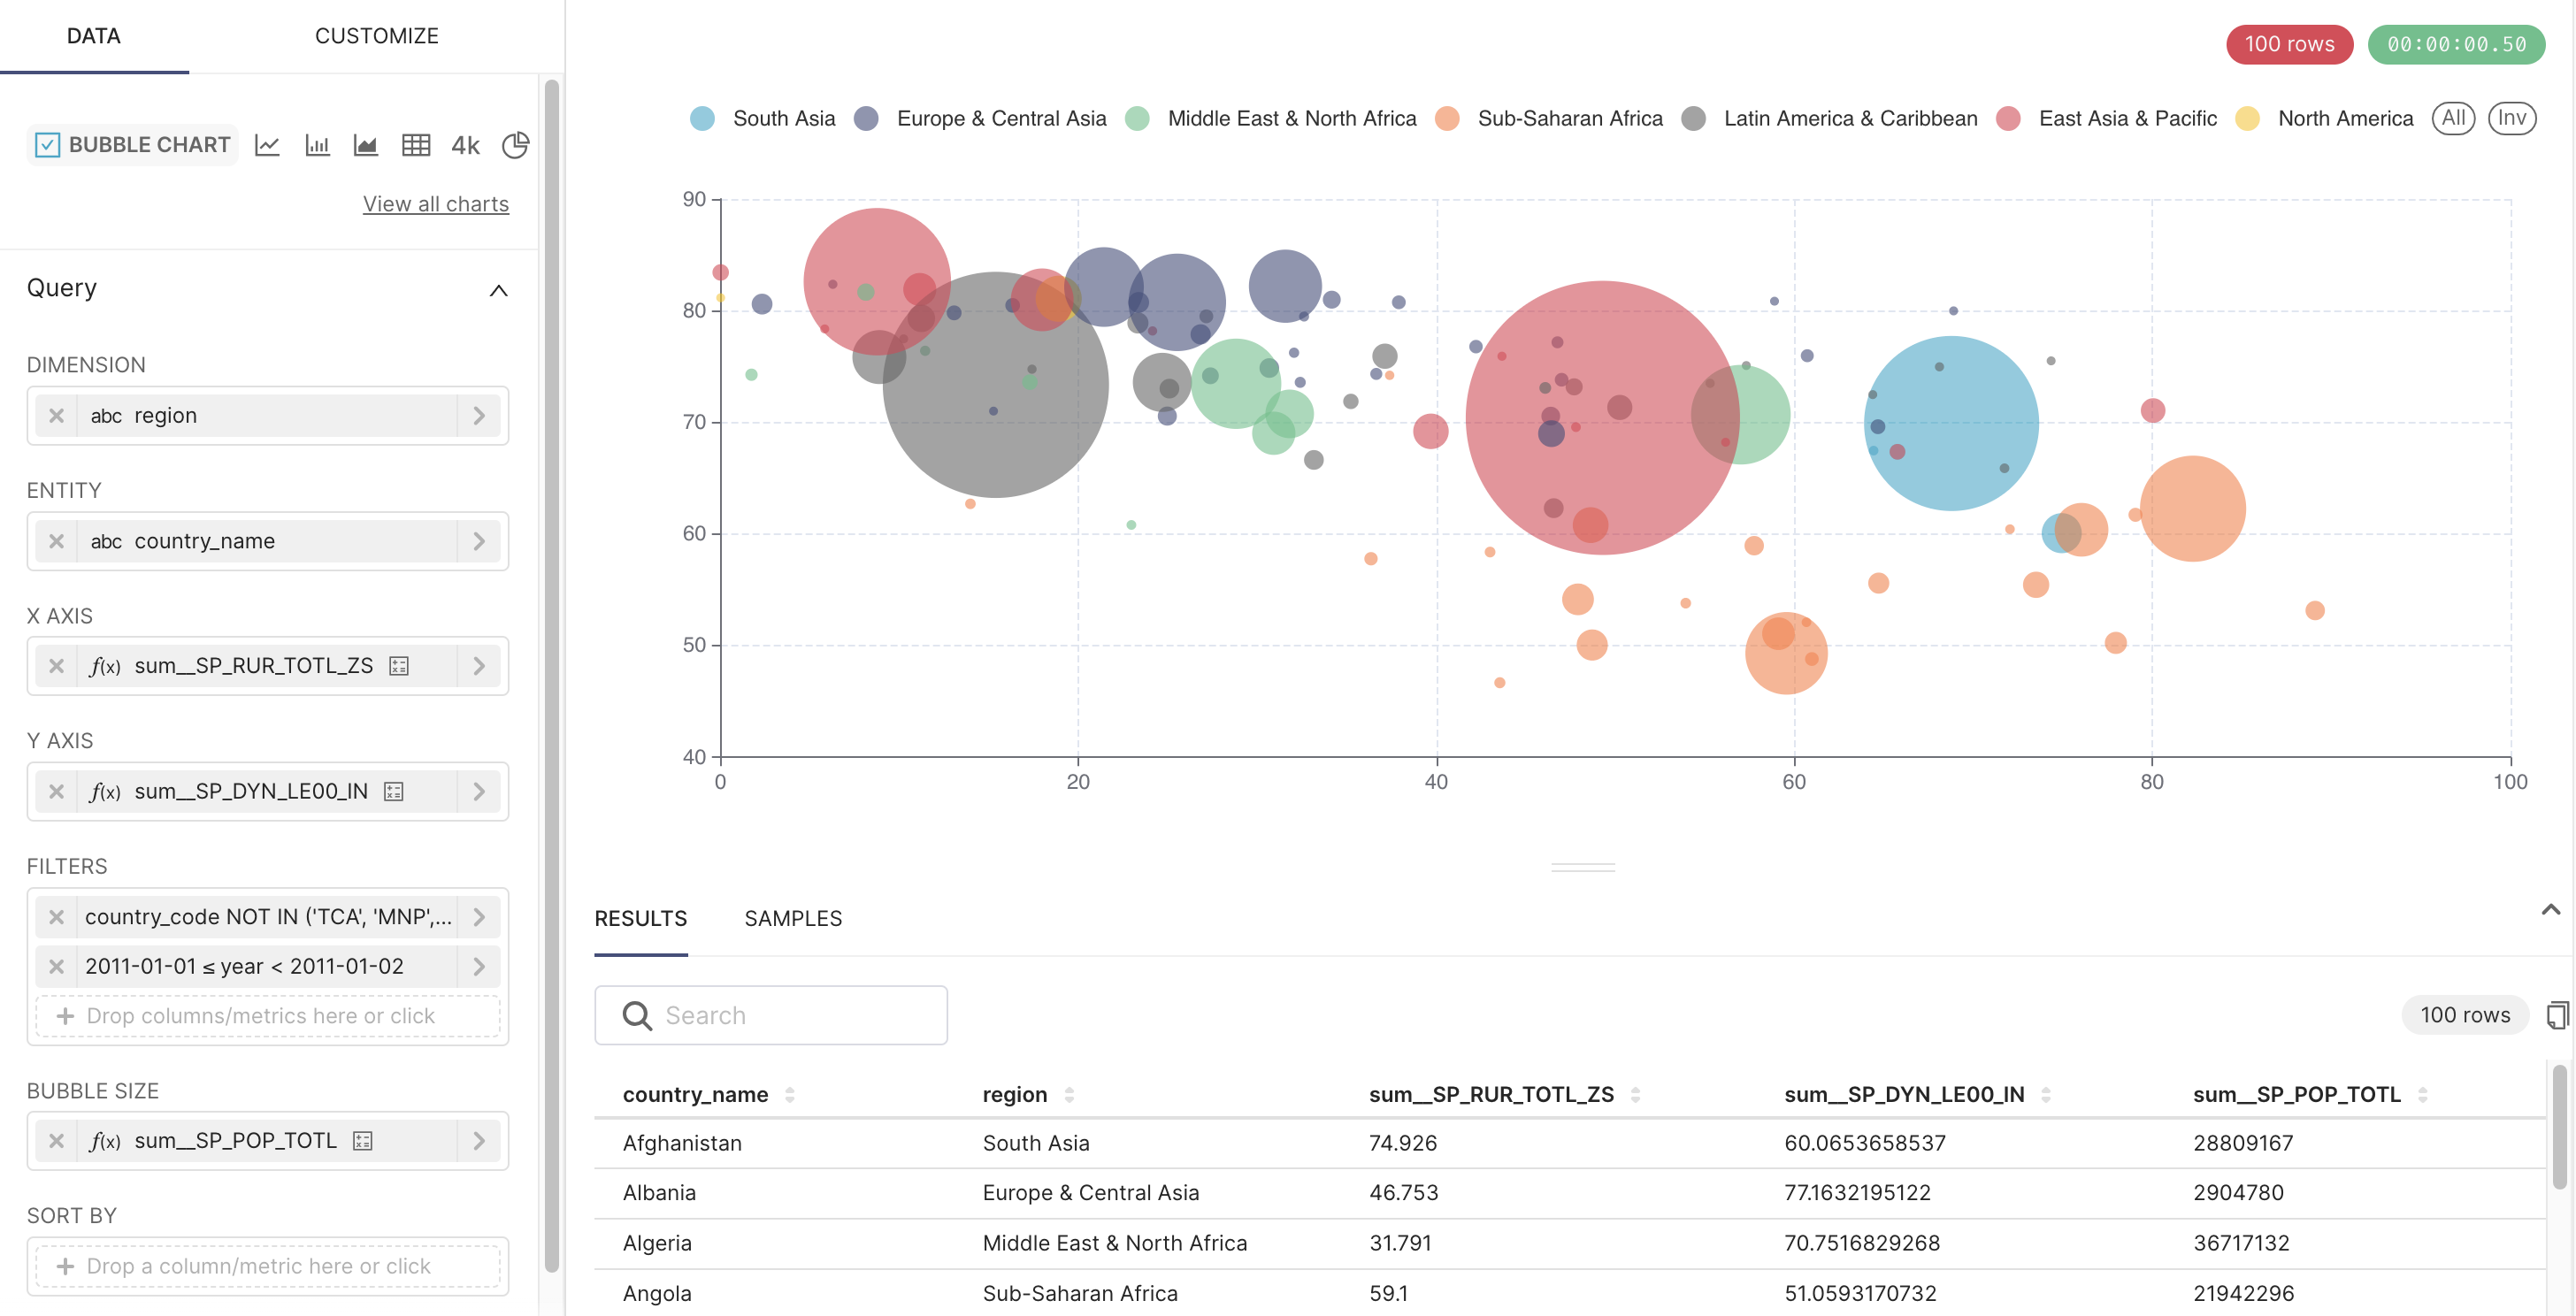 DATA CUSTOMIZE
BUBBLE CHART 4k
View all charts
Query
DIMENSION
abc region
ENTITY
abc country_name
X AXIS
f(x) sum__SP_RUR_TOTL_ZS
Y AXIS
f(x) sum__SP_DYN_LE00_IN
FILTERS
country_code NOT IN ('TCA', 'MNP',...
2011-01-01 ≤ year < 2011-01-02
+ Drop columns/metrics here or click
BUBBLE SIZE
f(x) sum__SP_POP_TOTL
SORT BY
+ Drop a column/metric here or click
100 rows 00:00:00.50
South Asia Europe & Central Asia Middle East & North Africa Sub-Saharan Africa Latin America & Caribbean East Asia & Pacific North America All Inv
90
80
70
60
50
40
0 20 40 60 80 100
RESULTS SAMPLES
Search
100 rows
country_name region sum__SP_RUR_TOTL_ZS sum__SP_DYN_LE00_IN sum__SP_POP_TOTL
Afghanistan South Asia 74.926 60.0653658537 28809167
Albania Europe & Central Asia 46.753 77.1632195122 2904780
Algeria Middle East & North Africa 31.791 70.7516829268 36717132
Angola Sub-Saharan Africa 59.1 51.0593170732 21942296